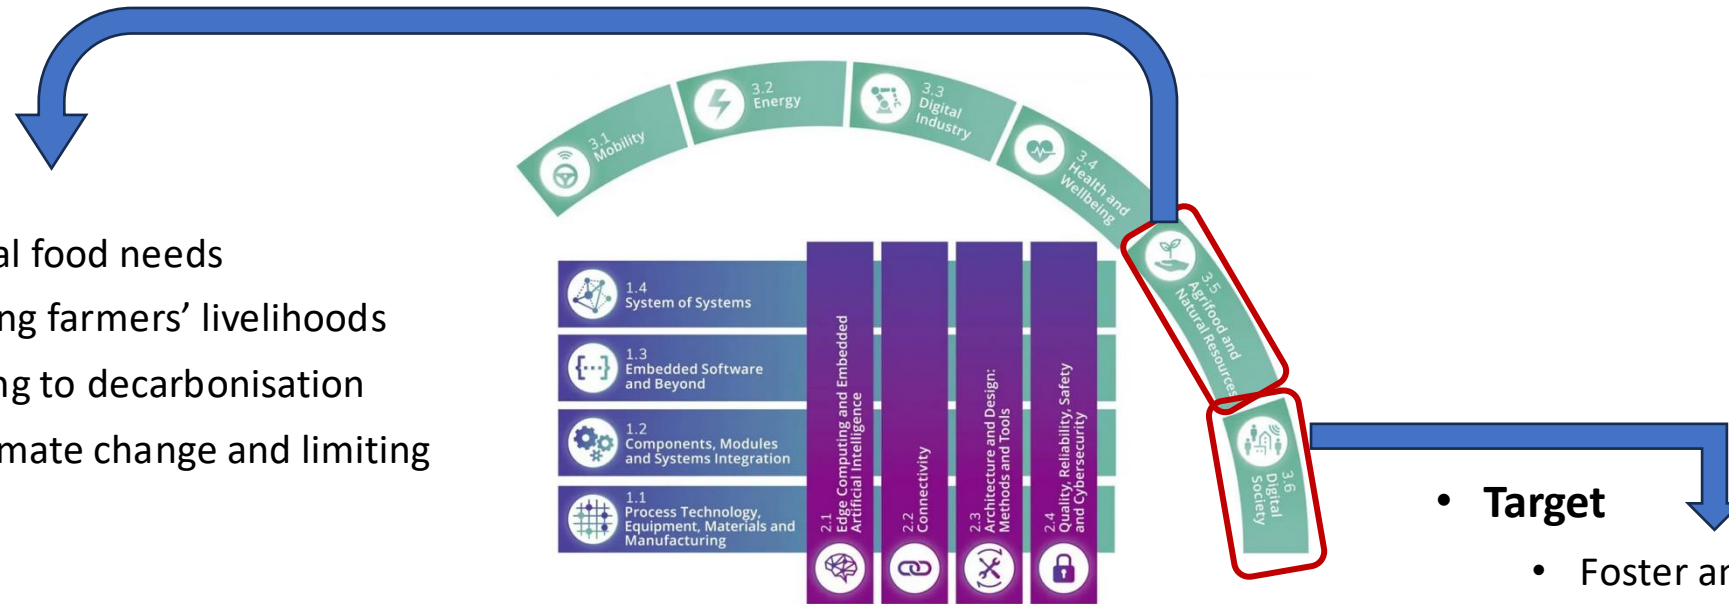 3.1
Mobility
3.2
Energy
3.3
Digital
Industry
3.4
Health and
Wellbeing
3.5
Agrifood and
Natural Resources
3.6
Digital
Society
al food needs
ng farmers’ livelihoods
ng to decarbonisation
mate change and limiting
1.4
System of Systems
1.3
Embedded Software
and Beyond
1.2
Components, Modules
and Systems Integration
1.1
Process Technology,
Equipment, Materials and
Manufacturing
2.1
Edge Computing and Embedded
Artificial Intelligence
2.2
Connectivity
2.3
Architecture and Design:
Methods and Tools
2.4
Quality, Reliability, Safety
and Cybersecurity
• Target
• Foster ar